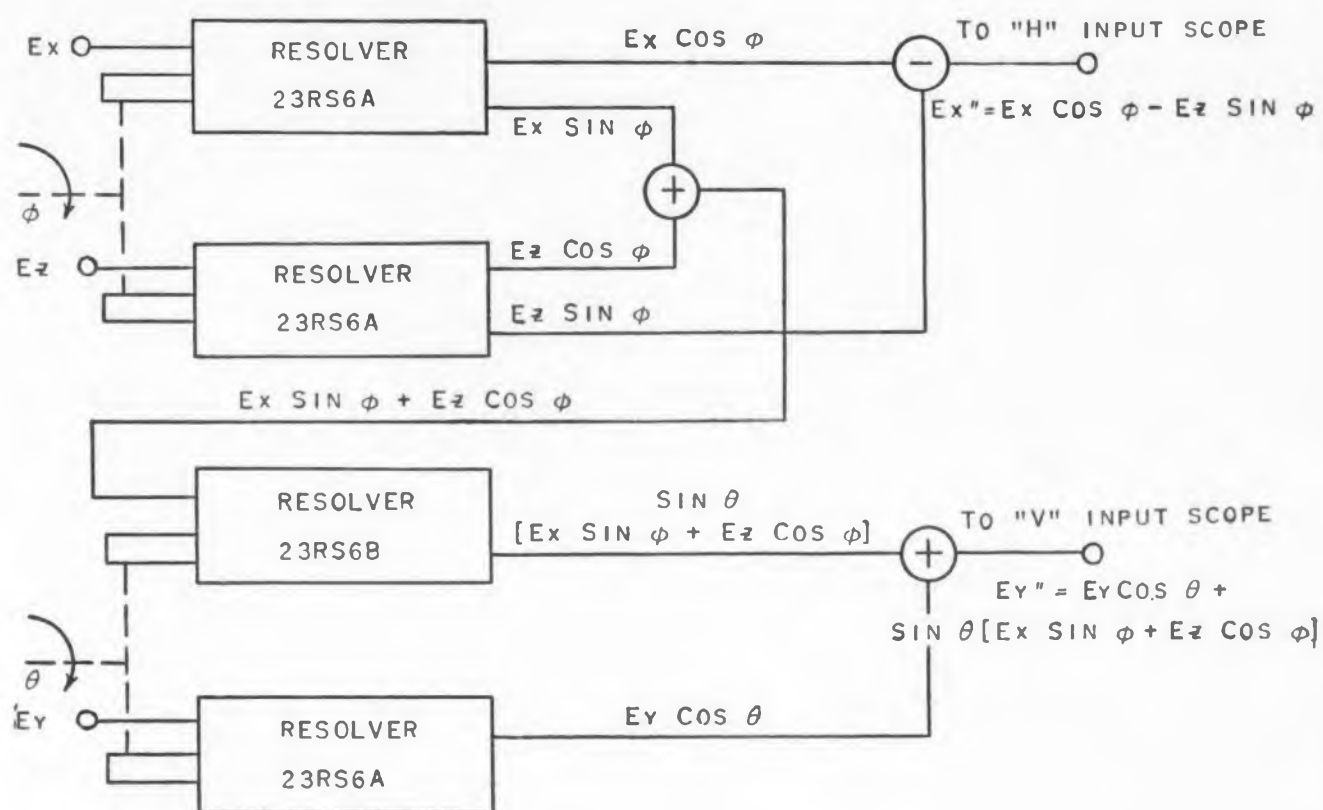 Ex
RESOLVER
23RS6A
Ex COS φ
Ex SIN φ
−
TO "H" INPUT SCOPE
Ex" = Ex COS φ − Ez SIN φ
φ
+
Ez
RESOLVER
23RS6A
Ez COS φ
Ez SIN φ
Ex SIN φ + Ez COS φ
RESOLVER
23RS6B
SIN θ
[Ex SIN φ + Ez COS φ]
+
TO "V" INPUT SCOPE
EY" = EY COS θ +
SIN θ [Ex SIN φ + Ez COS φ]
θ
EY
RESOLVER
23RS6A
EY COS θ